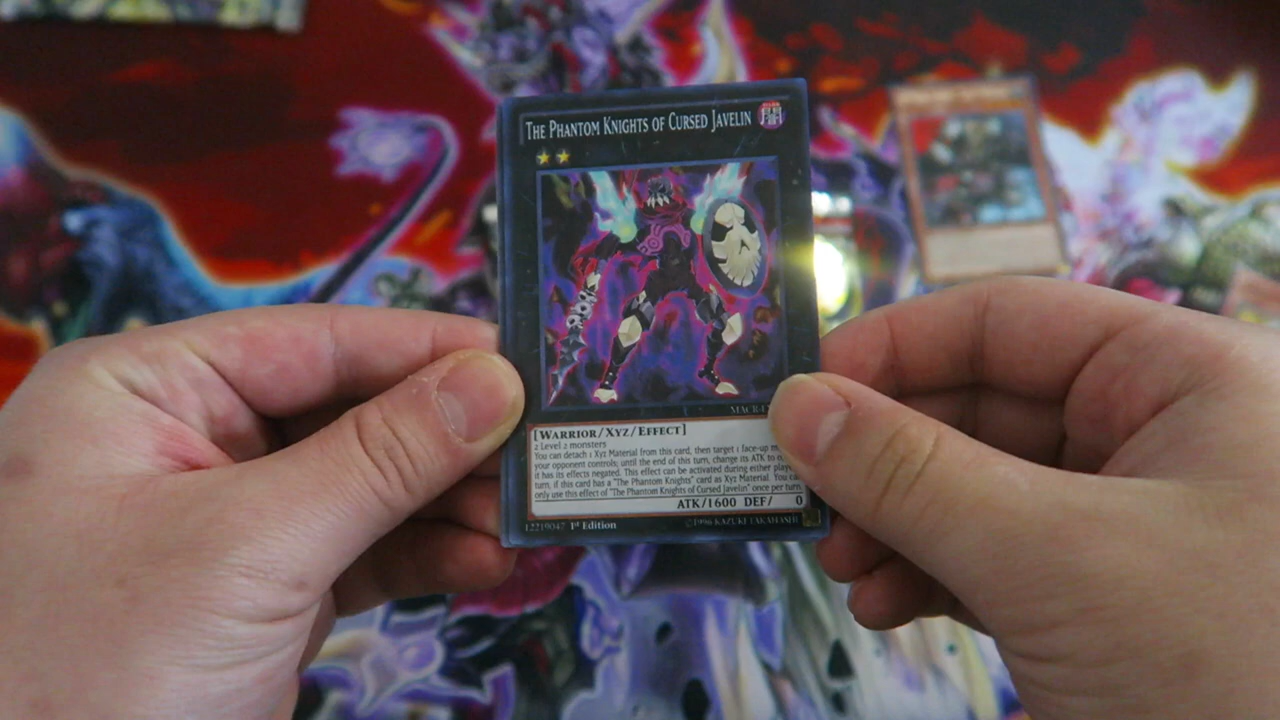 The Phantom Knights of Cursed Javelin
MACR-E
[Warrior/Xyz/Effect]
2 Level 2 monsters
You can detach 1 Xyz Material from this card, then target 1 face-up m
your opponent controls; until the end of this turn, change its ATK to
it has its effects negated. This effect can be activated during either
turn, if this card has a "The Phantom Knights" card as Xyz Material. You
only use this effect of "The Phantom Knights of Cursed Javelin" once per turn.
ATK/1600 DEF/ 0
12219047 1st Edition ©1996 KAZUKI TAKAHASHI